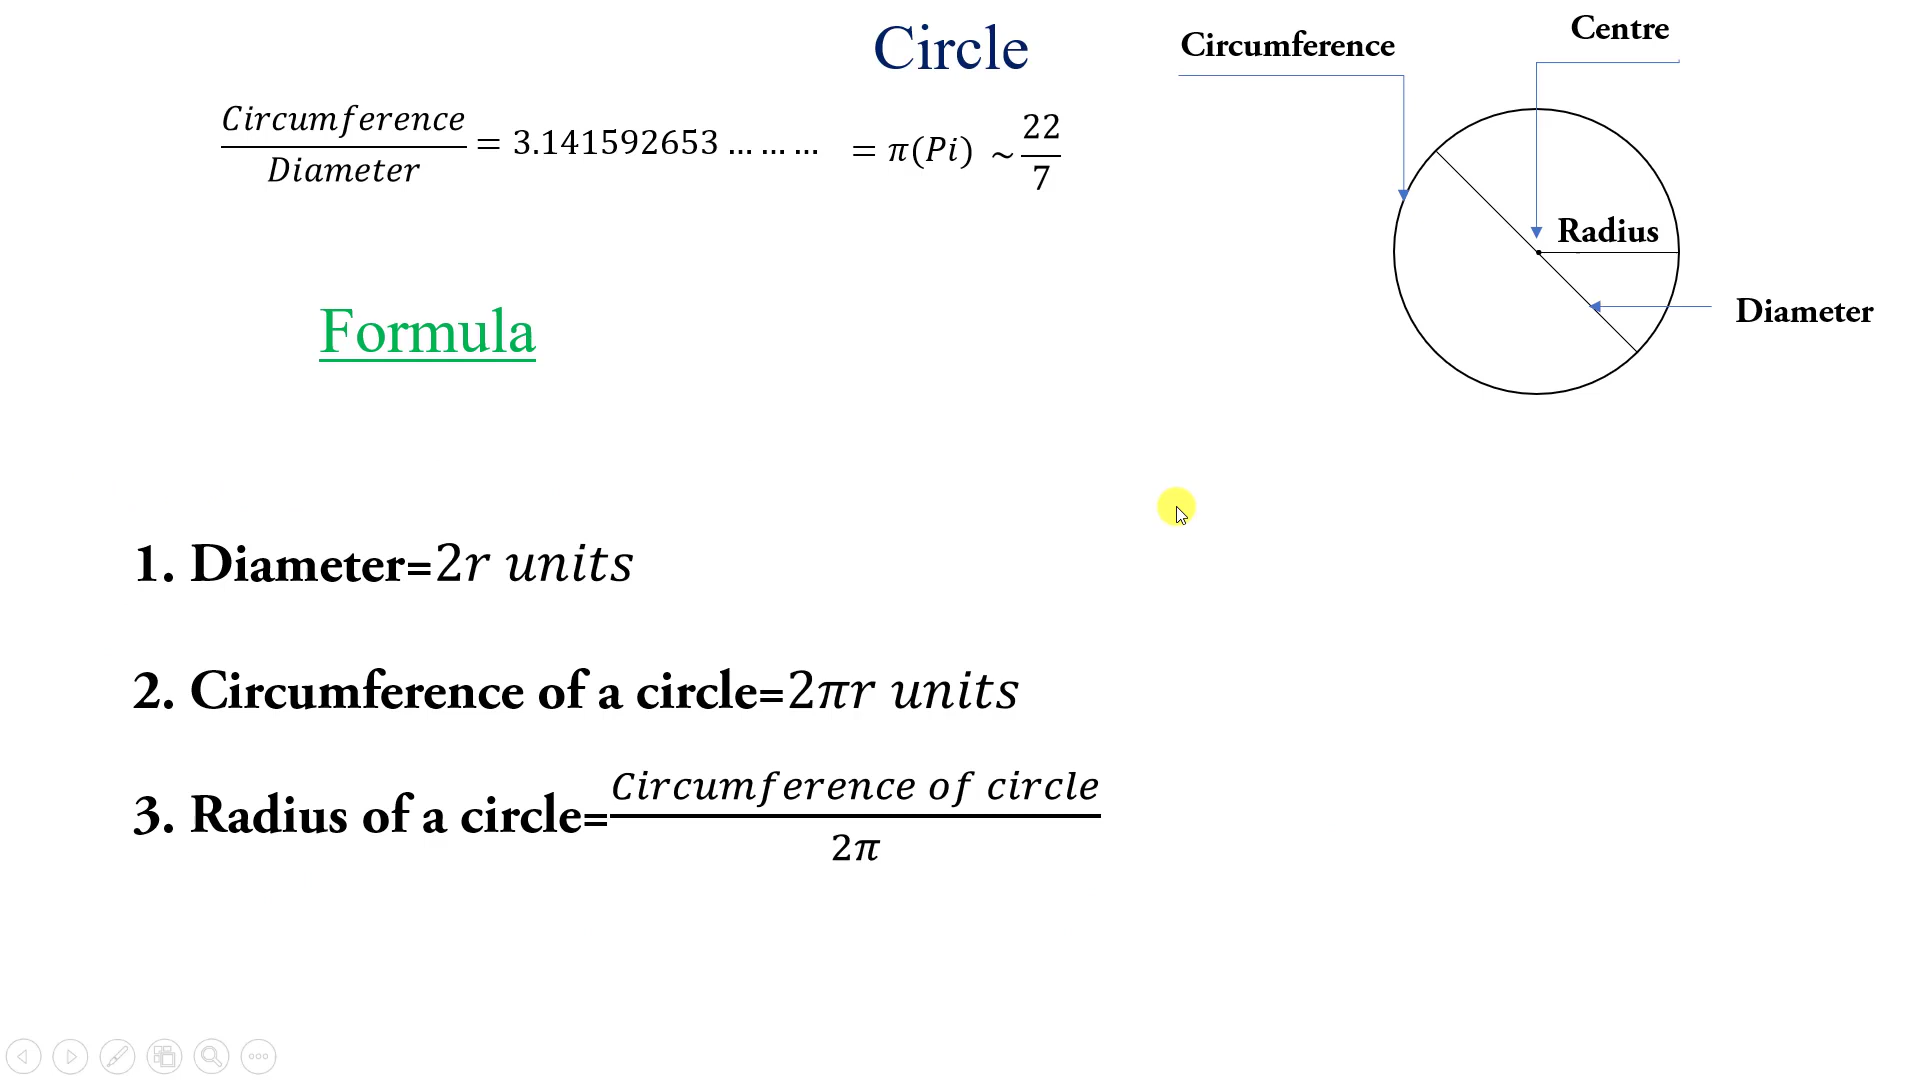 Circle
Circumference
Centre
Circumference/Diameter = 3.141592653 … … … = π(Pi) ~ 22/7
Radius
Diameter
Formula
1. Diameter=2r units
2. Circumference of a circle=2πr units
3. Radius of a circle=Circumference of circle/2π